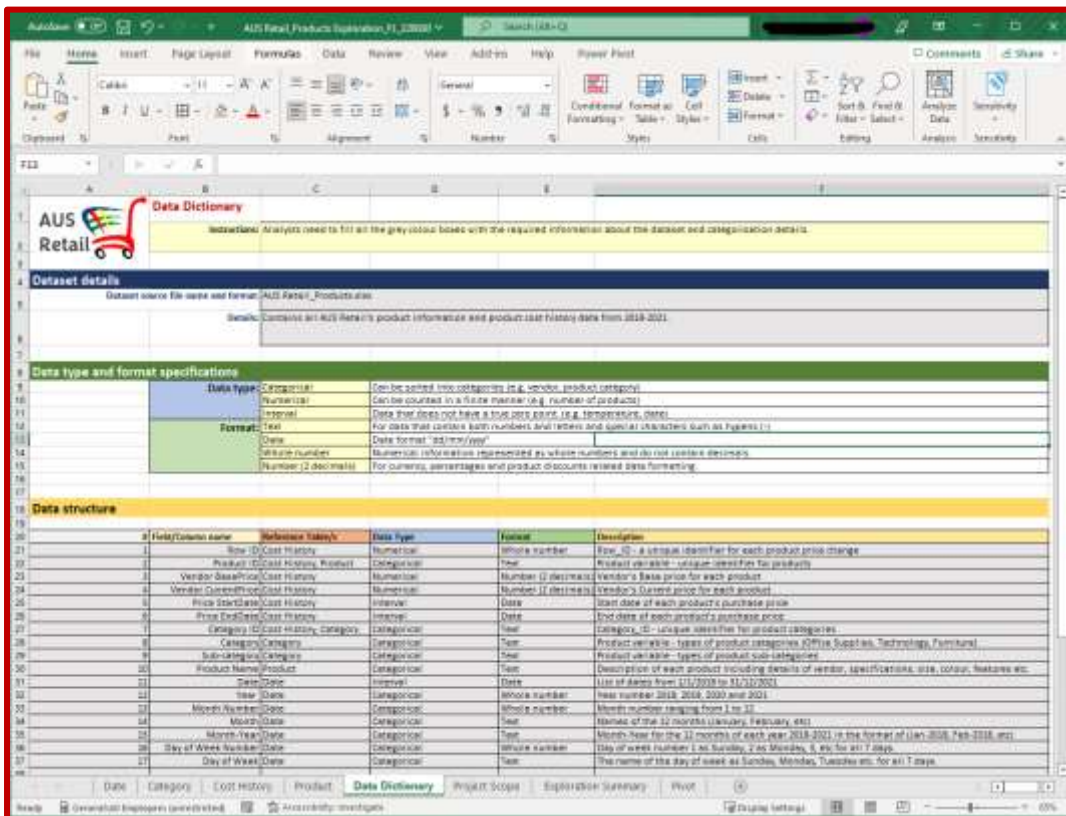 AutoSave
AUS Retail_Products Exploration_
Search (Alt+Q)
File Home Insert Page Layout Formulas Data Review View Add-ins Help Power Pivot Comments Share
Paste
Calibri 11
General
Conditional Formatting Format as Table Cell Styles
Insert
Delete
Format
Sort & Filter Find & Select
Analyze Data
Sensitivity
Clipboard Font Alignment Number Styles Cells Editing Analysis Sensitivity
F13
A B C D E F
AUS Retail
Data Dictionary
Instructions: Analysts need to fill all the grey colour boxes with the required information about the dataset and categorisation details.
Dataset details
Dataset source file name and format: AUS Retail_Products.xlsx
Details: Contains all AUS Retail's product information and product cost history data from 2018-2021
Data type and format specifications
Data type: Categorical Can be sorted into categories (e.g. vendor, product category)
Numerical Can be counted in a finite manner (e.g. number of products)
Interval Data that does not have a true zero point (e.g. temperature, date)
Format: Text For data that contain both numbers and letters and special characters such as hypens (-)
Date Date format "dd/mm/yyyy"
Whole number Numerical information represented as whole numbers and do not contain decimals
Number (2 decimals) For currency, percentages and product discounts related data formatting.
Data structure
# Field/Column name Reference Table/s Data Type Format Description
1 Row ID Cost History Numerical Whole number Row_ID - a unique identifier for each product price change
2 Product ID Cost History, Product Categorical Text Product variable - unique identifier for products
3 Vendor BasePrice Cost History Numerical Number (2 decimals) Vendor's Base price for each product
4 Vendor CurrentPrice Cost History Numerical Number (2 decimals) Vendor's Current price for each product
5 Price StartDate Cost History Interval Date Start date of each product's purchase price
6 Price EndDate Cost History Interval Date End date of each product's purchase price
7 Category ID Cost History, Category Categorical Text Category_ID - unique identifier for product categories
8 Category Category Categorical Text Product variable - types of product categories (Office Supplies, Technology, Furniture)
9 Sub-category Category Categorical Text Product variable - types of product sub-categories
10 Product Name Product Categorical Text Description of each product including details of vendor, specifications, size, colour, features etc.
11 Date Date Interval Date List of dates from 1/1/2018 to 31/12/2021
12 Year Date Categorical Whole number Year number 2018, 2019, 2020 and 2021
13 Month Number Date Categorical Whole number Month number ranging from 1 to 12
14 Month Date Categorical Text Names of the 12 months (January, February, etc)
15 Month-Year Date Categorical Text Month-Year for the 12 months of each year 2018-2021 in the format of (Jan-2018, Feb-2018, etc)
16 Day of Week Number Date Categorical Whole number Day of week number 1 as Sunday, 2 as Monday, 3, etc for all 7 days.
17 Day of Week Date Categorical Text The name of the day of week as Sunday, Monday, Tuesday etc. for all 7 days.
Date Category Cost History Product Data Dictionary Project Scope Exploration Summary Pivot
Ready General\All Employees (unrestricted) Accessibility: Investigate Display Settings 65%